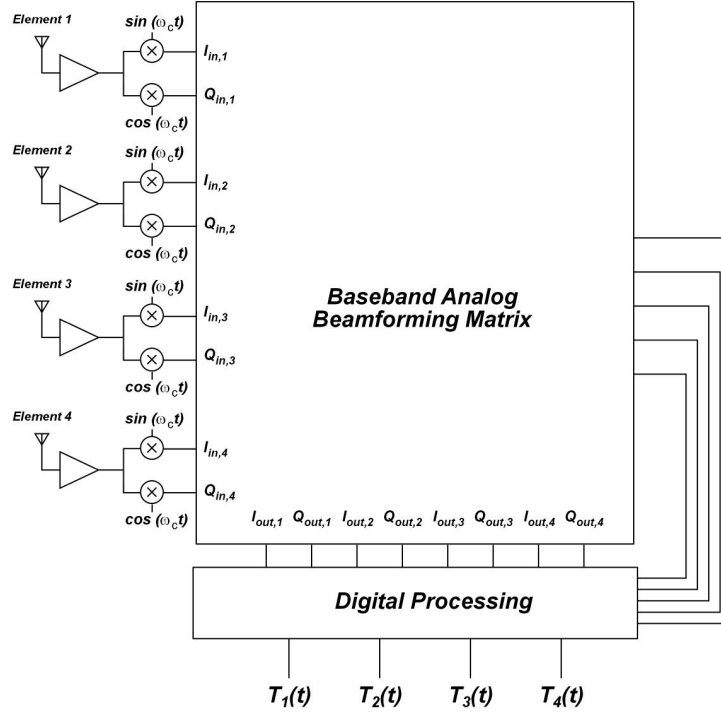 Element 1
sin (ωct)
Iin,1
Qin,1
cos (ωct)
Element 2
sin (ωct)
Iin,2
Qin,2
cos (ωct)
Element 3
sin (ωct)
Iin,3
Qin,3
cos (ωct)
Element 4
sin (ωct)
Iin,4
Qin,4
cos (ωct)
Baseband Analog
Beamforming Matrix
Iout,1 Qout,1 Iout,2 Qout,2 Iout,3 Qout,3 Iout,4 Qout,4
Digital Processing
T1(t) T2(t) T3(t) T4(t)